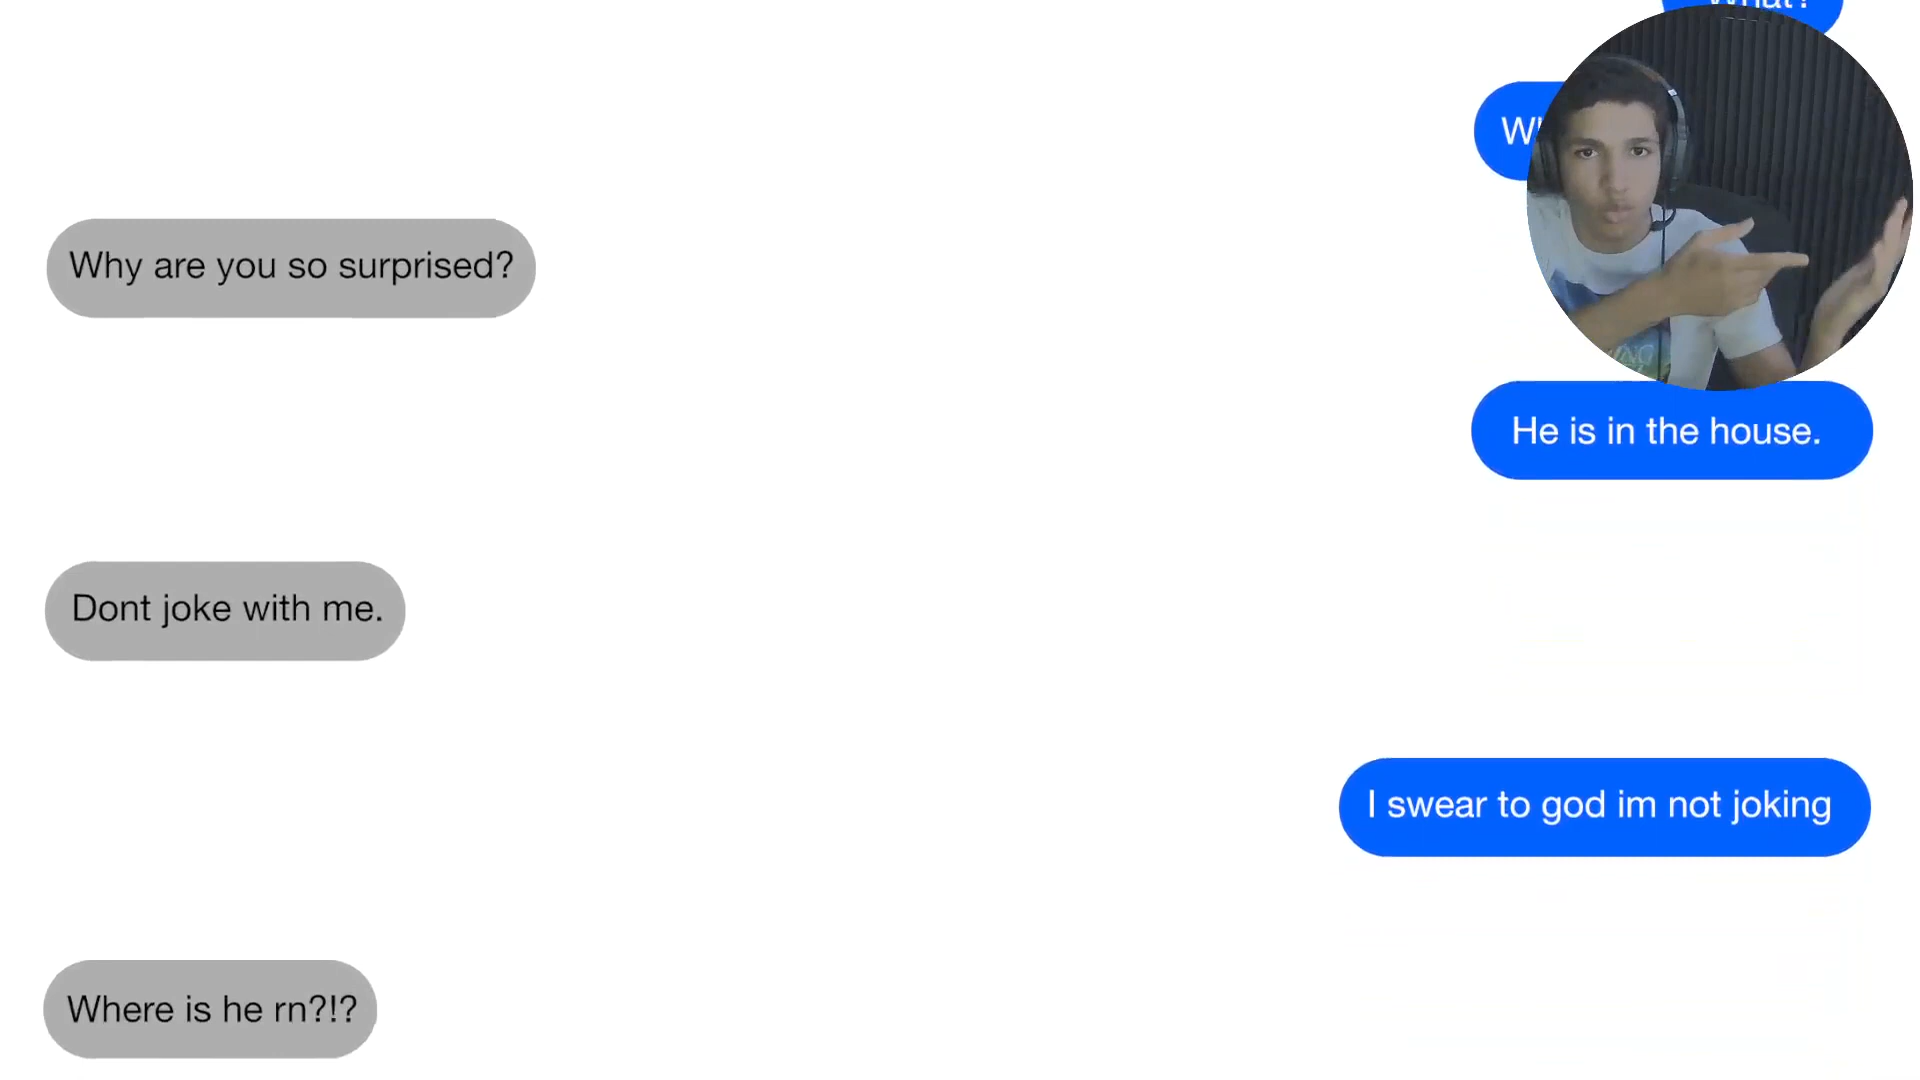 What?
Why are you so surprised?
He is in the house.
Dont joke with me.
I swear to god im not joking
Where is he rn?!?